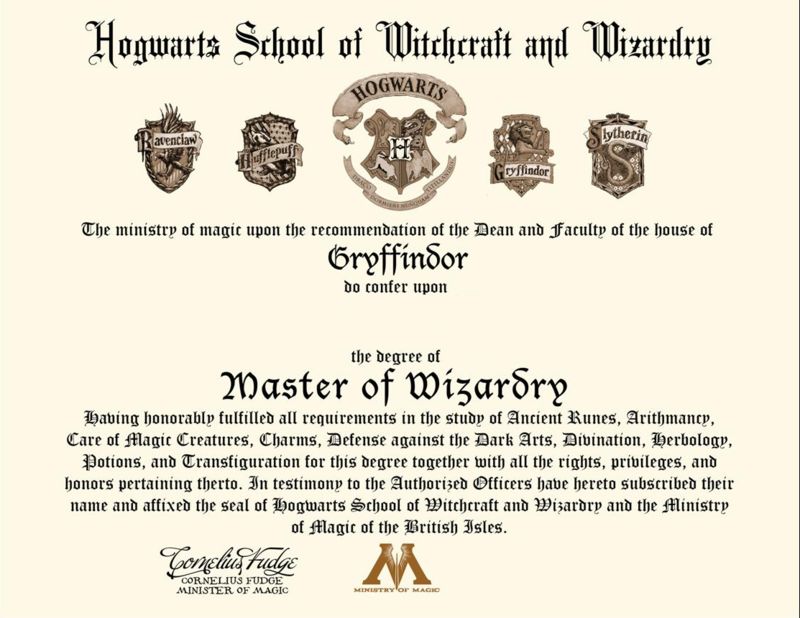 Hogwarts School of Witchcraft and Wizardry
HOGWARTS
Ravenclaw
Hufflepuff
H
Gryffindor
Slytherin
DRACO DORMIENS NUNQUAM TITILLANDUS
The ministry of magic upon the recommendation of the Dean and Faculty of the house of
Gryffindor
do confer upon
the degree of
Master of Wizardry
Having honorably fulfilled all requirements in the study of Ancient Runes, Arithmancy,
Care of Magic Creatures, Charms, Defense against the Dark Arts, Divination, Herbology,
Potions, and Transfiguration for this degree together with all the rights, privileges, and
honors pertaining therto. In testimony to the Authorized Officers have hereto subscribed their
name and affixed the seal of Hogwarts School of Witchcraft and Wizardry and the Ministry
of Magic of the British Isles.
Cornelius Fudge
CORNELIUS FUDGE
MINISTER OF MAGIC
M
MINISTRY OF MAGIC